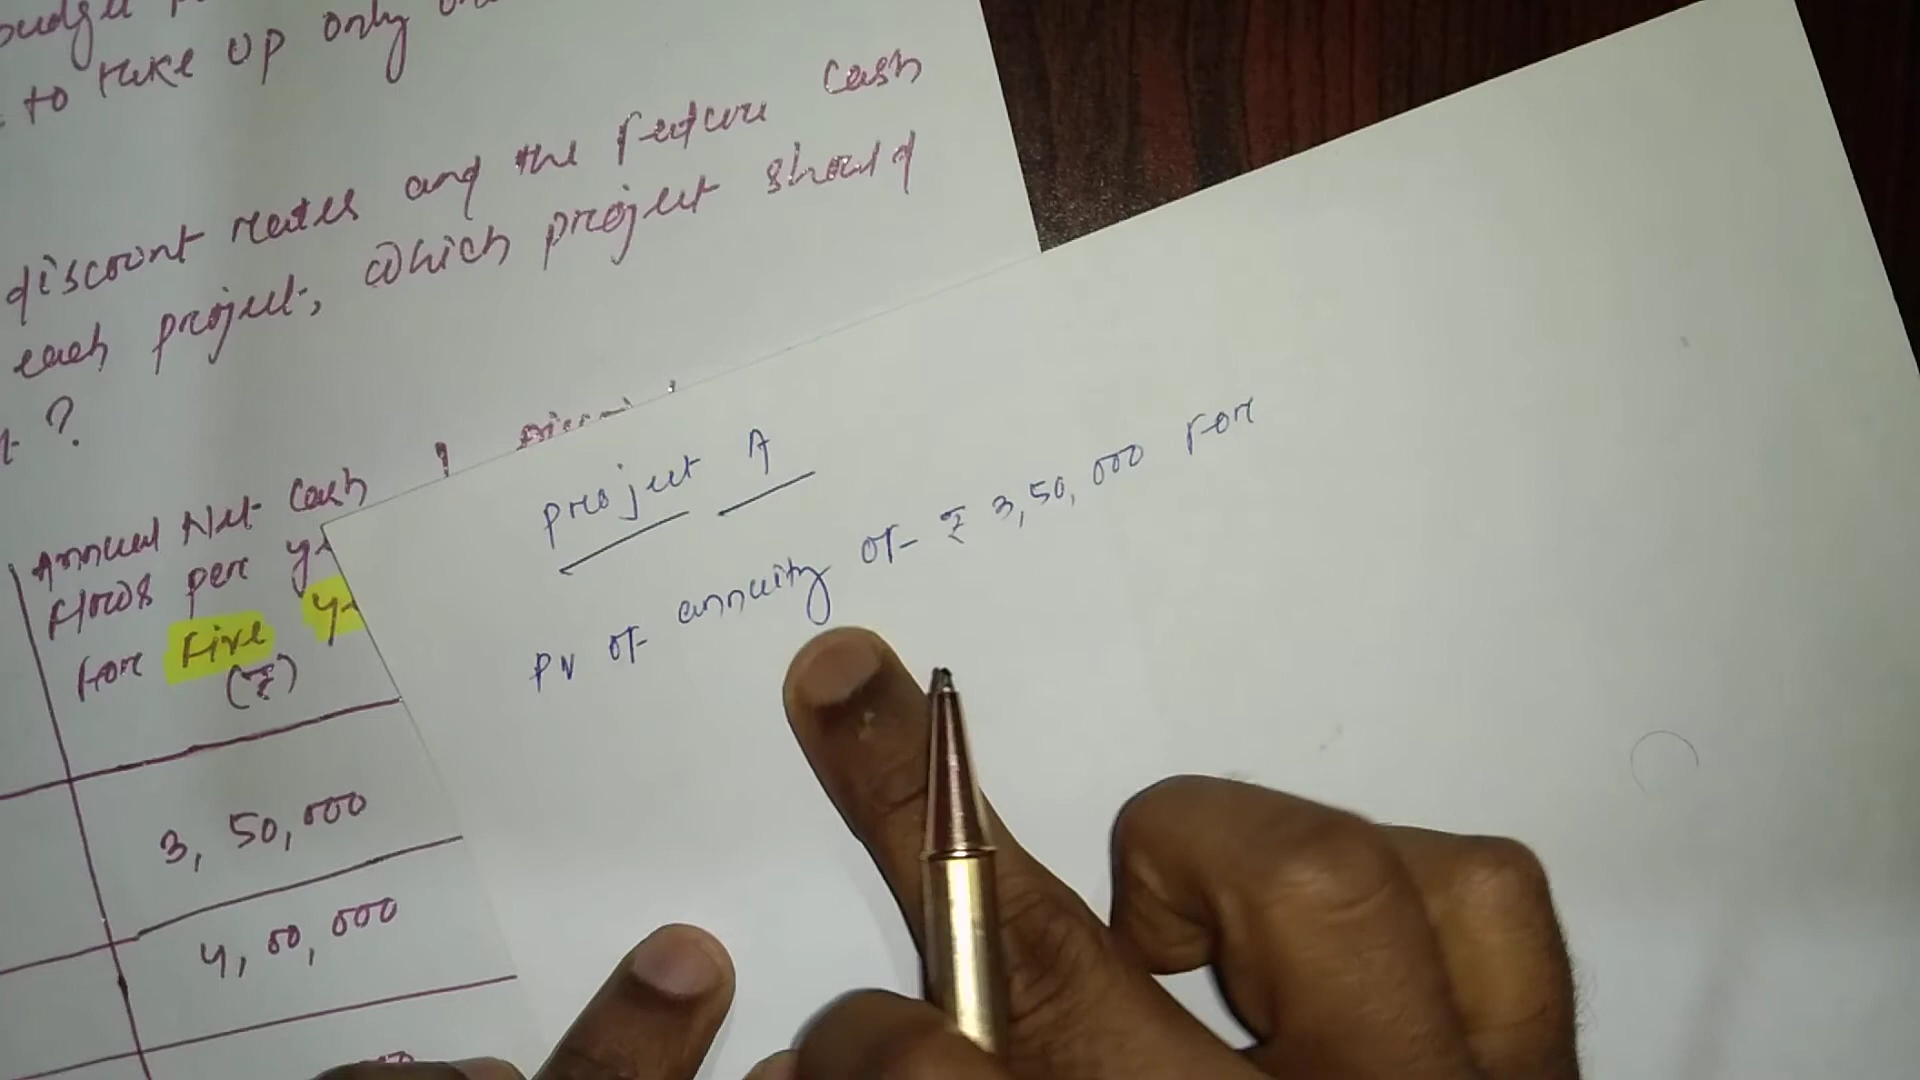 to take up only
discount rates and the future cash
each project, which project should
?
Annual Net Cash
flows per
for Five
(₹)
3, 50, 000
4, 00, 000
project A
PV of annuity of ₹ 3,50, 000 for